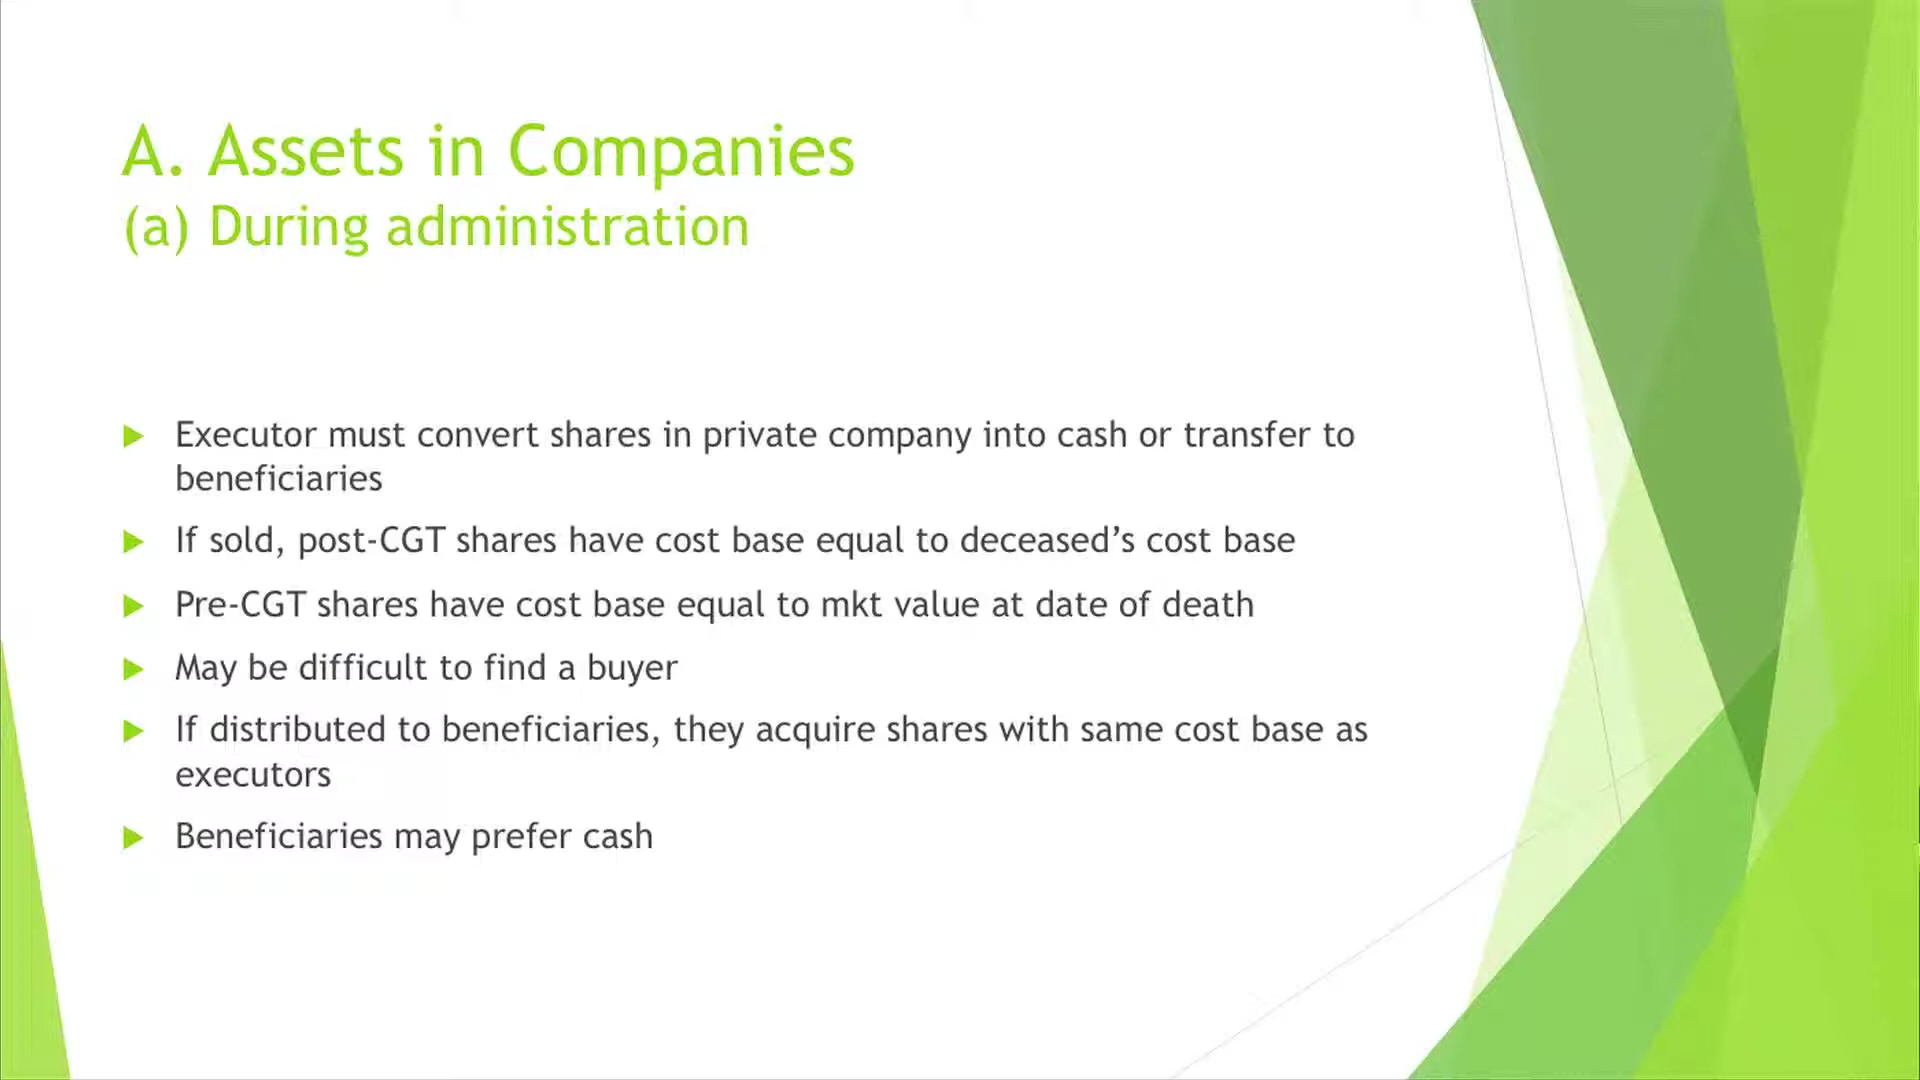 A. Assets in Companies
(a) During administration
Executor must convert shares in private company into cash or transfer to
beneficiaries
If sold, post-CGT shares have cost base equal to deceased’s cost base
Pre-CGT shares have cost base equal to mkt value at date of death
May be difficult to find a buyer
If distributed to beneficiaries, they acquire shares with same cost base as
executors
Beneficiaries may prefer cash